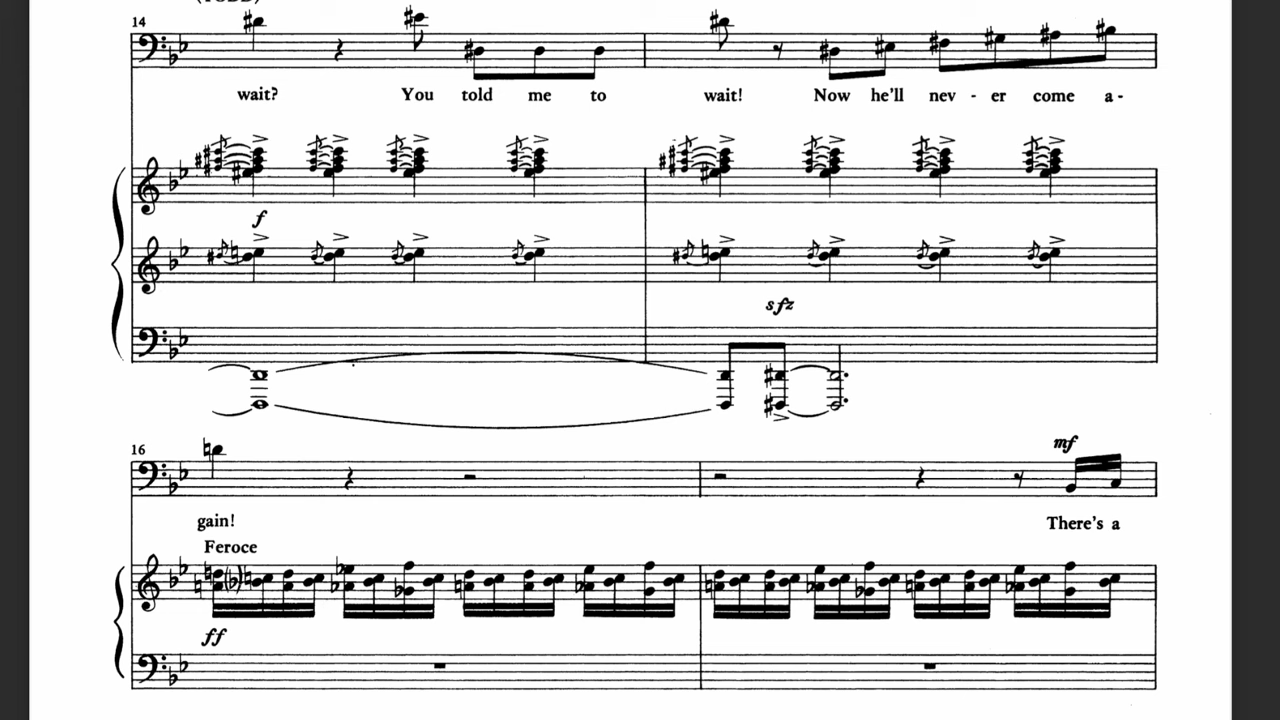 (TODD)
14
wait? You told me to wait! Now he'll nev - er come a -
f
sfz
16
mf
gain! There's a
Feroce
ff